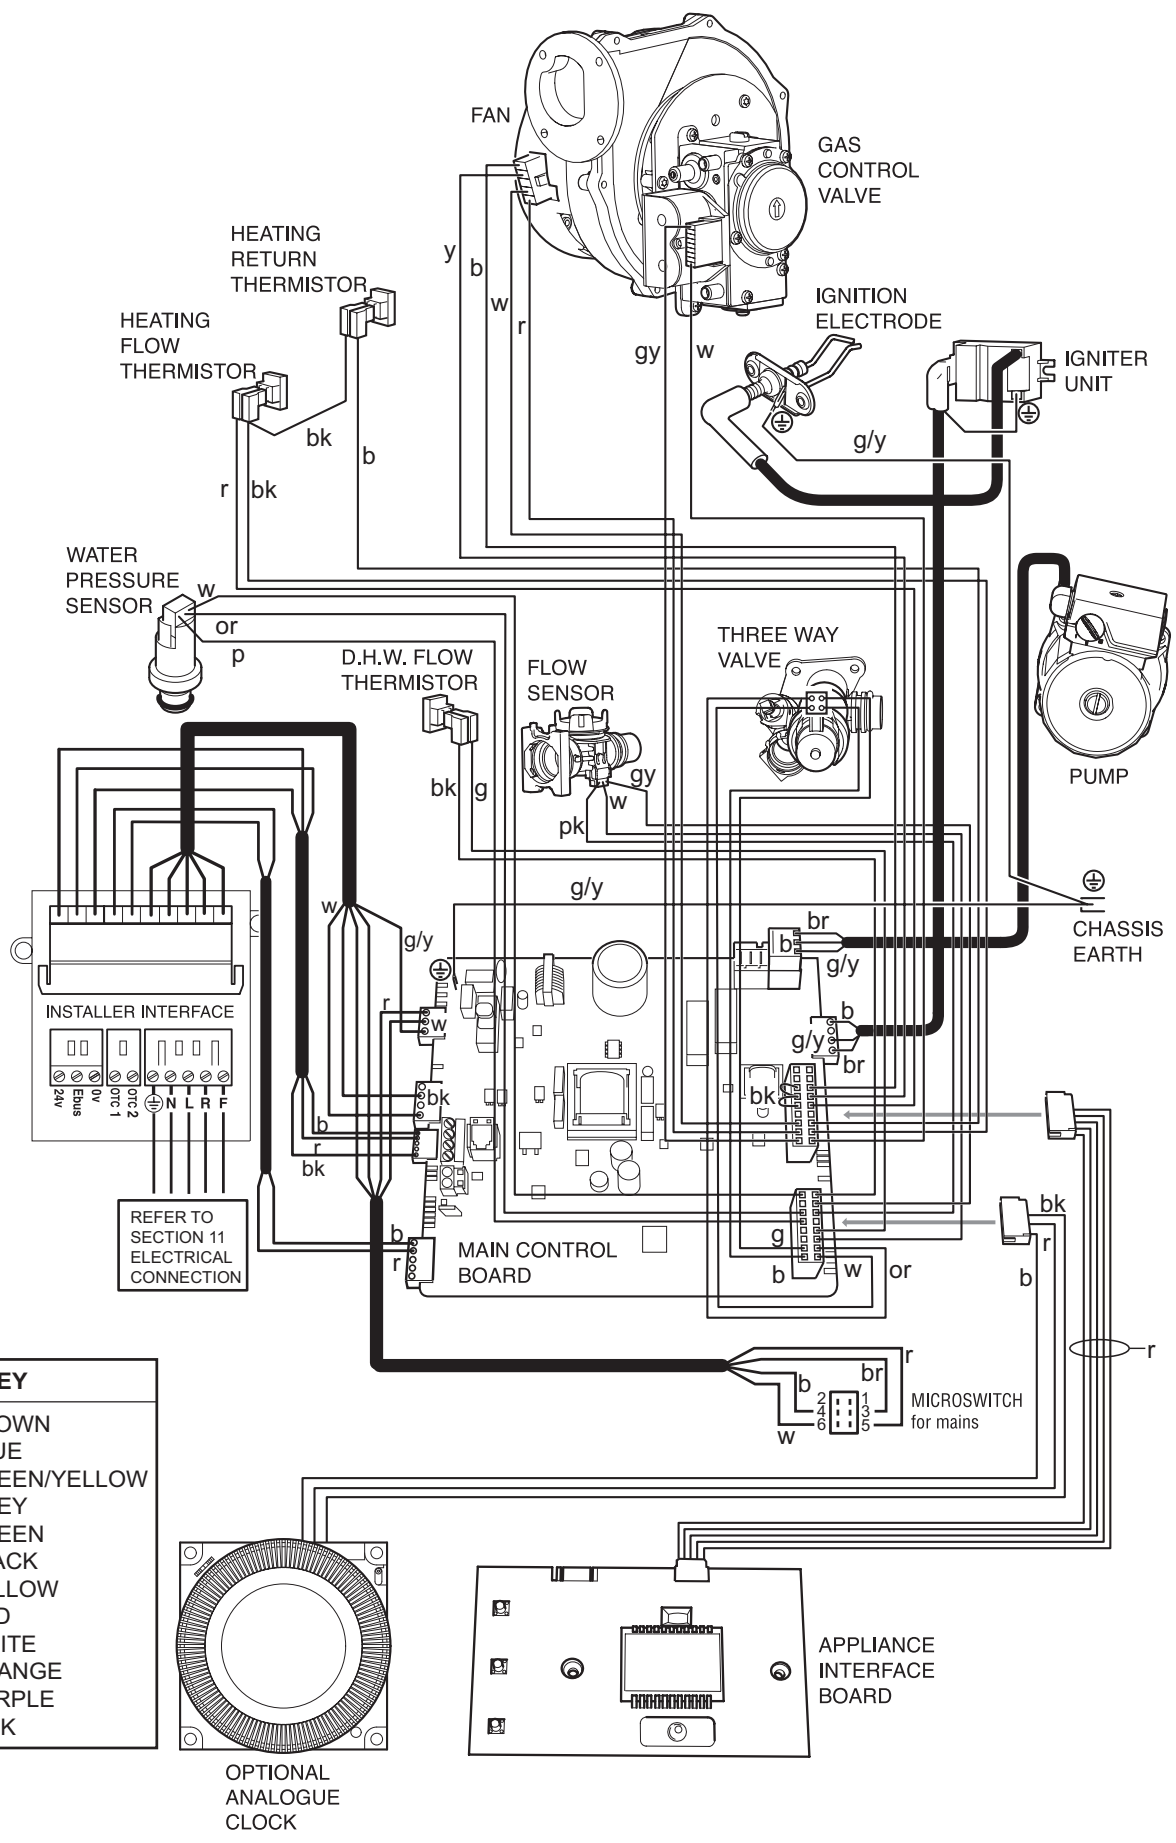 FAN
GAS
CONTROL
VALVE
HEATING
RETURN
THERMISTOR
y
b
w
r
HEATING
FLOW
THERMISTOR
IGNITION
ELECTRODE
gy
w
IGNITER
UNIT
bk
b
g/y
r
bk
WATER
PRESSURE
SENSOR
w
or
p
D.H.W. FLOW
THERMISTOR
FLOW
SENSOR
THREE WAY
VALVE
PUMP
bk
g
gy
w
pk
g/y
CHASSIS
EARTH
w
g/y
br
b
g/y
INSTALLER INTERFACE
r
w
b
g/y
br
24v
Ebus
0v
OTC 1
OTC 2
N
L
R
F
bk
bk
b
r
bk
REFER TO
SECTION 11
ELECTRICAL
CONNECTION
b
r
MAIN CONTROL
BOARD
g
b
w
or
bk
r
b
r
r
br
b
w
2
4
6
1
3
5
MICROSWITCH
for mains
EY
OWN
UE
EEN/YELLOW
EY
EEN
ACK
LLOW
D
ITE
ANGE
RPLE
K
OPTIONAL
ANALOGUE
CLOCK
APPLIANCE
INTERFACE
BOARD